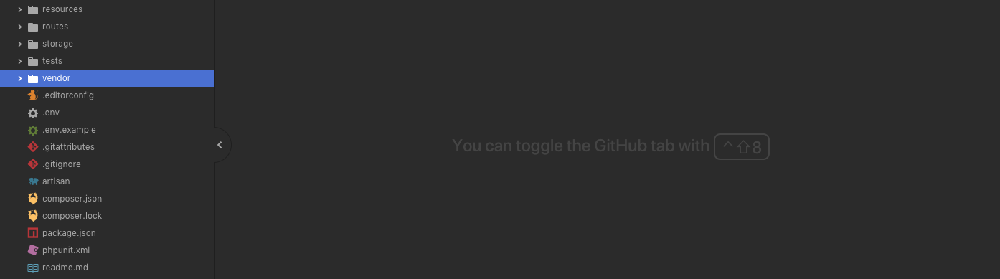 resources
routes
storage
tests
vendor
.editorconfig
.env
.env.example
.gitattributes
.gitignore
artisan
composer.json
composer.lock
package.json
phpunit.xml
readme.md
You can toggle the GitHub tab with ⌃⇧8